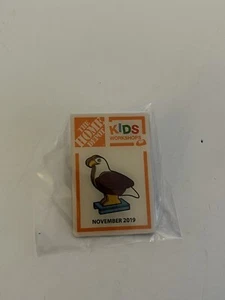 THE
HOME
DEPOT
KIDS
WORKSHOPS
NOVEMBER 2019